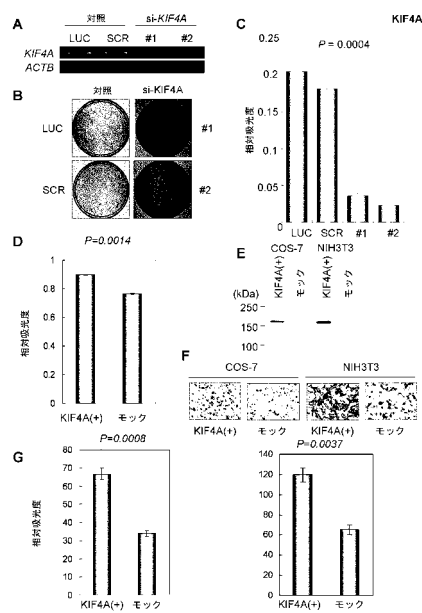 A
対照
si-KIF4A
LUC SCR #1 #2
KIF4A
ACTB
B
対照
si-KIF4A
LUC
#1
SCR
#2
C
KIF4A
P = 0.0004
相対吸光度
0.25
0.2
0.15
0.1
0.05
0
LUC SCR #1 #2
D
P=0.0014
相対吸光度
1
0.8
0.6
0.4
0.2
0
KIF4A(+) モック
E
COS-7 NIH3T3
KIF4A(+) モック KIF4A(+) モック
(kDa)
250
150
F
COS-7
NIH3T3
KIF4A(+) モック KIF4A(+) モック
G
P=0.0008
相対吸光度
70
60
50
40
30
20
10
0
KIF4A(+) モック
P=0.0037
140
120
100
80
60
40
20
0
KIF4A(+) モック